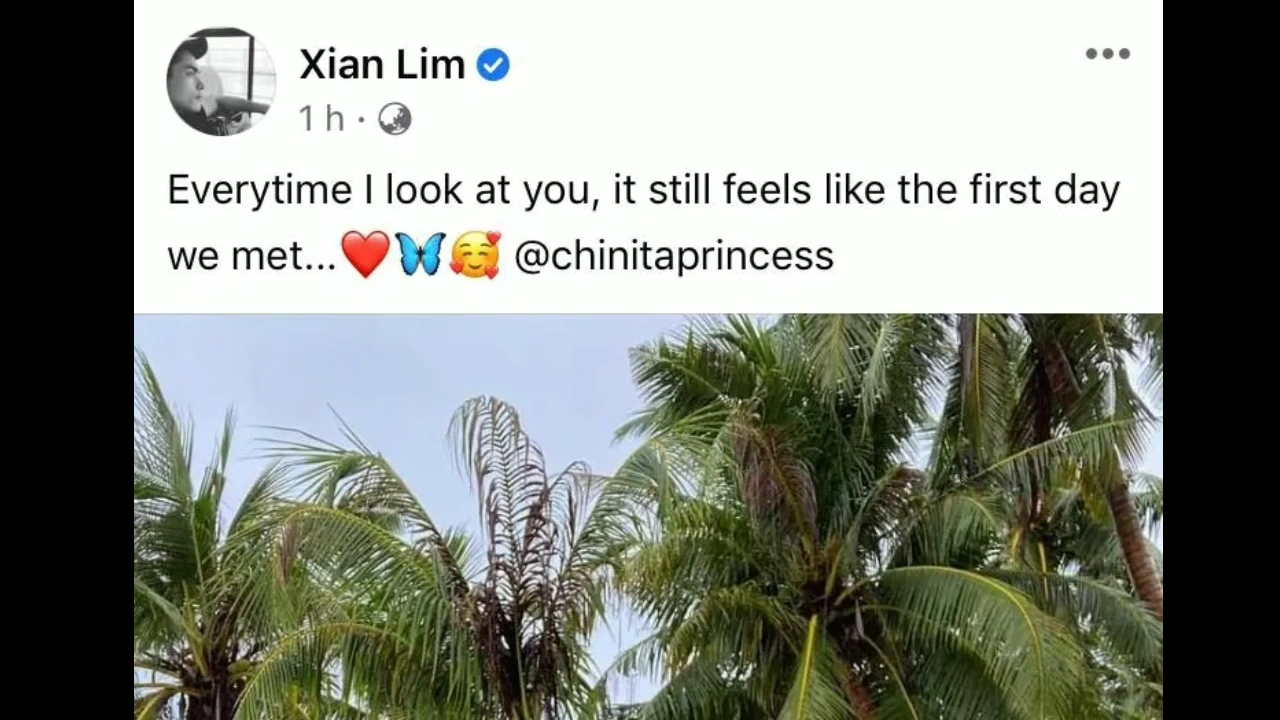 Xian Lim
1 h ·
Everytime I look at you, it still feels like the first day
we met...❤️🦋🥰 @chinitaprincess